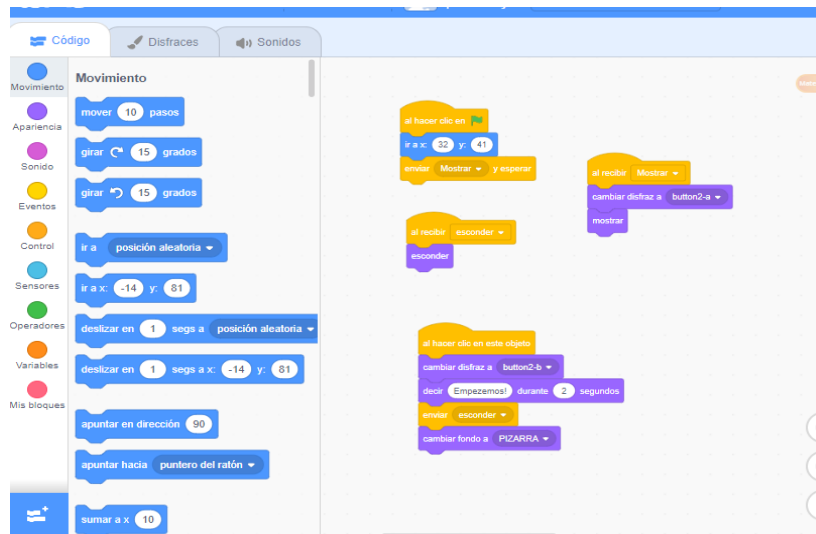 Código
Disfraces
Sonidos
Movimiento
Apariencia
Sonido
Eventos
Control
Sensores
Operadores
Variables
Mis bloques
Movimiento
mover 10 pasos
girar 15 grados
girar 15 grados
ir a posición aleatoria
ir a x: -14 y: 81
deslizar en 1 segs a posición aleatoria
deslizar en 1 segs a x: -14 y: 81
apuntar en dirección 90
apuntar hacia puntero del ratón
sumar a x 10
al hacer clic en
ir a x: 32 y: 41
enviar Mostrar y esperar
al recibir Mostrar
cambiar disfraz a button2-a
mostrar
al recibir esconder
esconder
al hacer clic en este objeto
cambiar disfraz a button2-b
decir Empezemos! durante 2 segundos
enviar esconder
cambiar fondo a PIZARRA